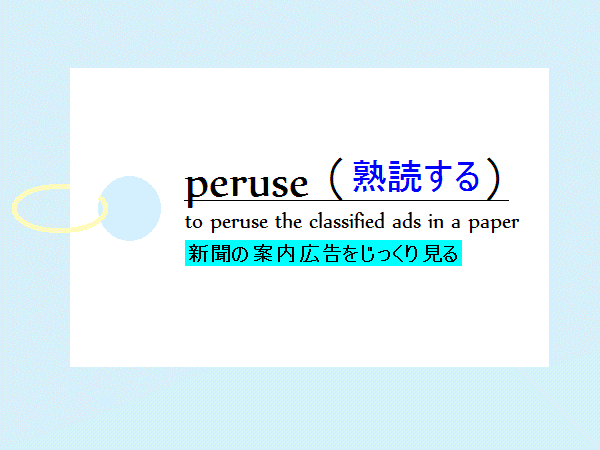 peruse (熟読する)
to peruse the classified ads in a paper
新聞の案内広告をじっくり見る